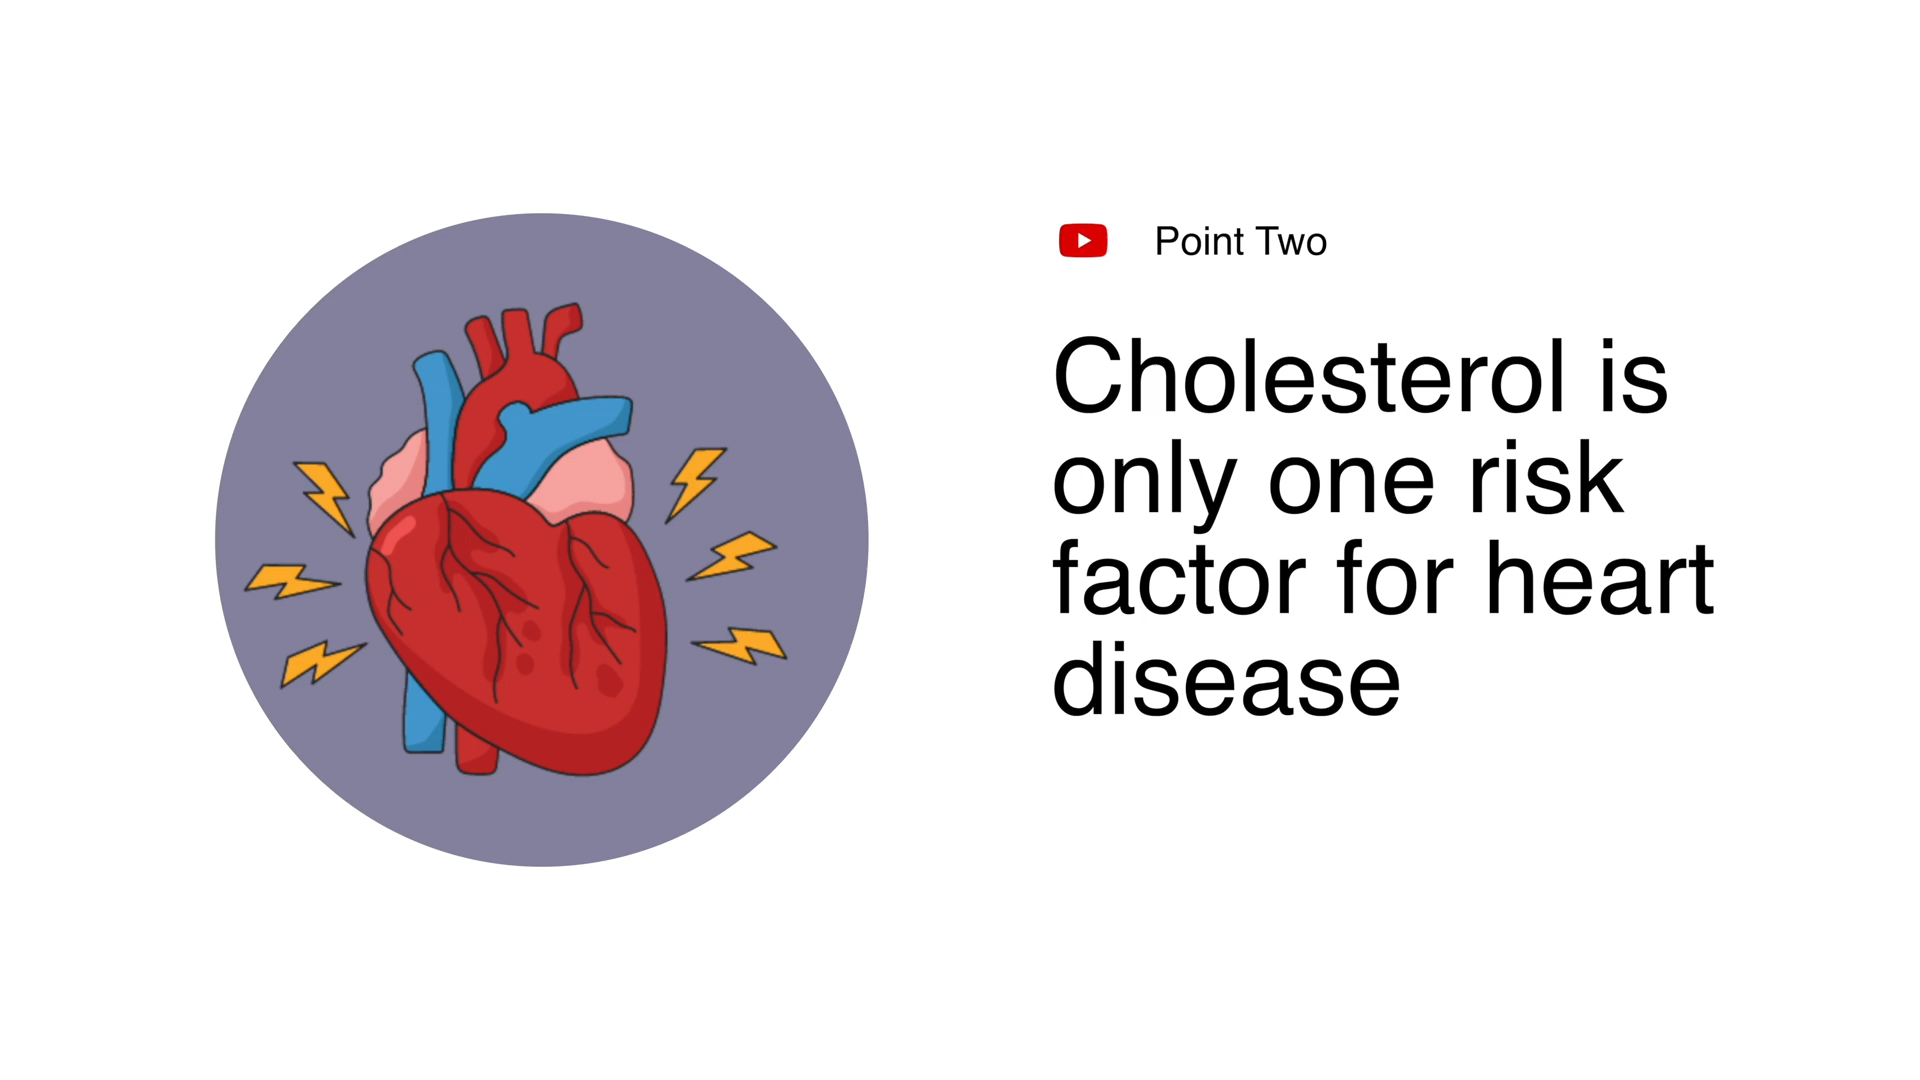 Point Two
Cholesterol is
only one risk
factor for heart
disease